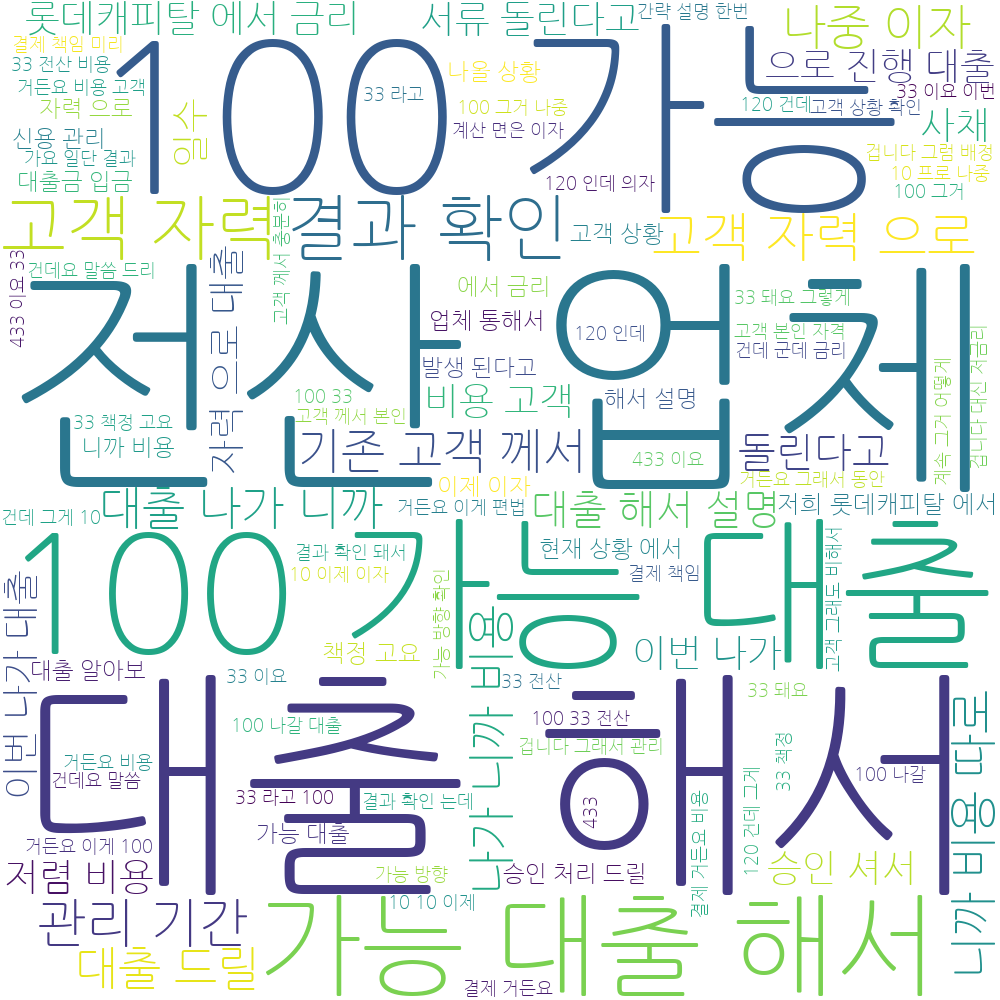 롯데캐피탈 에서 금리
서류 돌린다고
간략 설명 한번
나중 이자
결제 책임 미리
100 가능
33 전산 비용
나올 상황
으로 진행 대출
거든요 비용 고객
33 라고
33 이요 이번
자력 으로
일수
100 그거 나중
120 건데
고객 상황 확인
신용 관리
계산 면은 이자
사채
가요 일단 결과
겁니다 그럼 배정
대출금 입금
120 인데 의자
10 프로 나중
100 그거
고객 자력
고객 께서 충분히
결과 확인
고객 상황
고객 자력 으로
433 이요 33
건데요 말씀 드리
자력 으로 대출
전산 업체
에서 금리
33 돼요 그렇게
업체 통해서
120 인데
고객 본인 자격
건데 군데 금리
발생 된다고
100 33
고객 께서 본인
비용 고객
해서 설명
33 책정 고요
니까 비용
기존 고객 께서
433 이요
돌린다고
계속 그거 어떻게
겁니다 대신 저금리
이제 이자
거든요 그래서 동안
건데 그게 10
대출 나가 니까
거든요 이게 편법
대출 해서 설명
저희 롯데캐피탈 에서
100 가능 대출
결과 확인 돼서
현재 상황 에서
10 이제 이자
결제 책임
가능 방향 확인
고객 그래도 비해서
이번 나가 대출
책정 고요
이번 나가
대출 알아보
33 이요
나가 니까 비용
33 전산
33 돼요
대출 해서
100 나갈 대출
100 33 전산
겁니다 그래서 관리
거든요 비용
건데요 말씀
33 책정
100 나갈
니까 비용 따로
33 라고 100
결과 확인 는데
433
결제 거든요 비용
120 건데 그게
가능 대출
거든요 이게 100
저렴 비용
가능 방향
승인 처리 드릴
승인 셔서
10 10 이제
관리 기간
가능 대출 해서
대출 드릴
결제 거든요